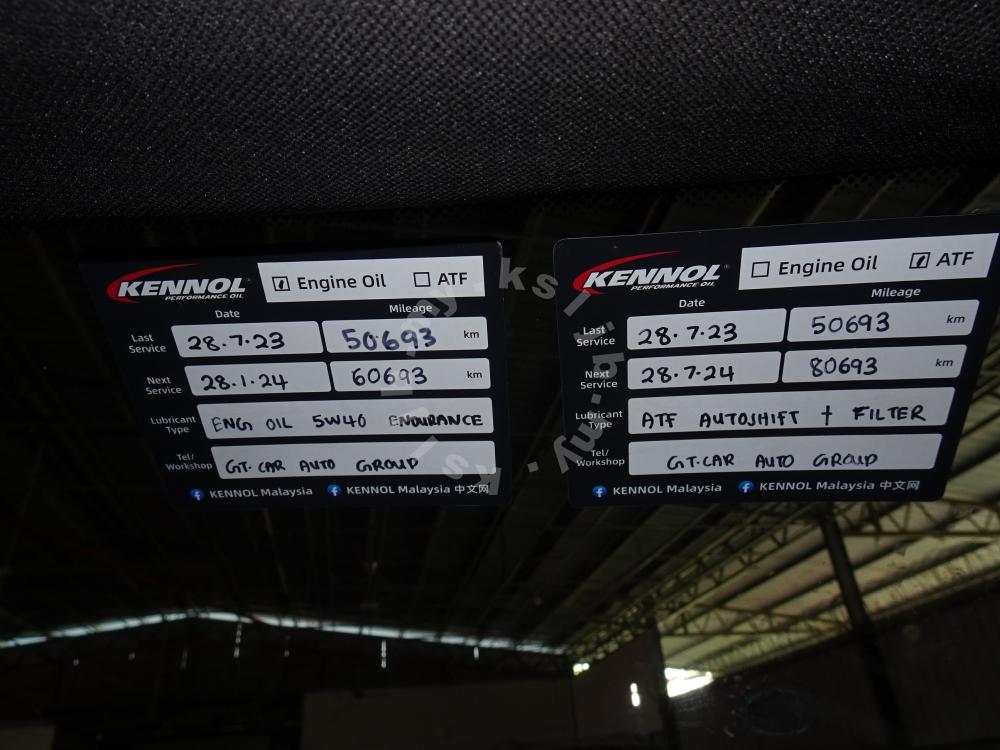 KENNOL
PERFORMANCE OIL
☑ Engine Oil ☐ ATF
Date Mileage
Last Service 28.7.23 50693 km
Next Service 28.1.24 60693 km
Lubricant Type ENG OIL 5W40 ENDURANCE
Tel/Workshop GT.CAR AUTO GROUP
KENNOL Malaysia KENNOL Malaysia 中文网
KENNOL
PERFORMANCE OIL
☐ Engine Oil ☑ ATF
Date Mileage
Last Service 28.7.23 50693 km
Next Service 28.7.24 80693 km
Lubricant Type ATF AUTOSHIFT + FILTER
Tel/Workshop GT.CAR AUTO GROUP
KENNOL Malaysia KENNOL Malaysia 中文网